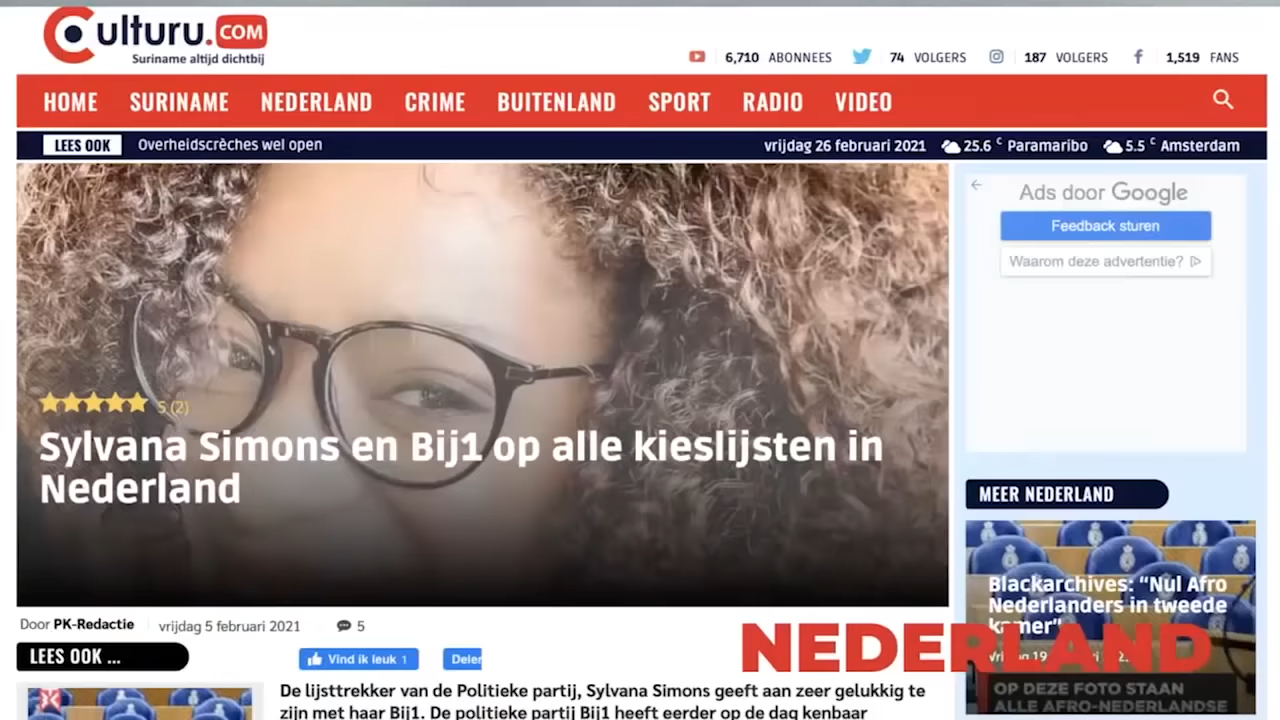 Culturu.COM
Suriname altijd dichtbij
6,710 ABONNEES 74 VOLGERS 187 VOLGERS 1,519 FANS
HOME SURINAME NEDERLAND CRIME BUITENLAND SPORT RADIO VIDEO
LEES OOK Overheidscrèches wel open vrijdag 26 februari 2021 25.6 C Paramaribo 5.5 C Amsterdam
Ads door Google
Feedback sturen
Waarom deze advertentie?
5 (2)
Sylvana Simons en Bij1 op alle kieslijsten in
Nederland
MEER NEDERLAND
Blackarchives: “Nul Afro
Nederlanders in tweede
kamer”
NEDERLAND
OP DEZE FOTO STAAN
ALLE AFRO-NEDERLANDSE
Door PK-Redactie vrijdag 5 februari 2021 5
LEES OOK ...
Vind ik leuk 1
De lijsttrekker van de Politieke partij, Sylvana Simons geeft aan zeer gelukkig te
zijn met haar Bij1. De politieke partij Bij1 heeft eerder op de dag kenbaar